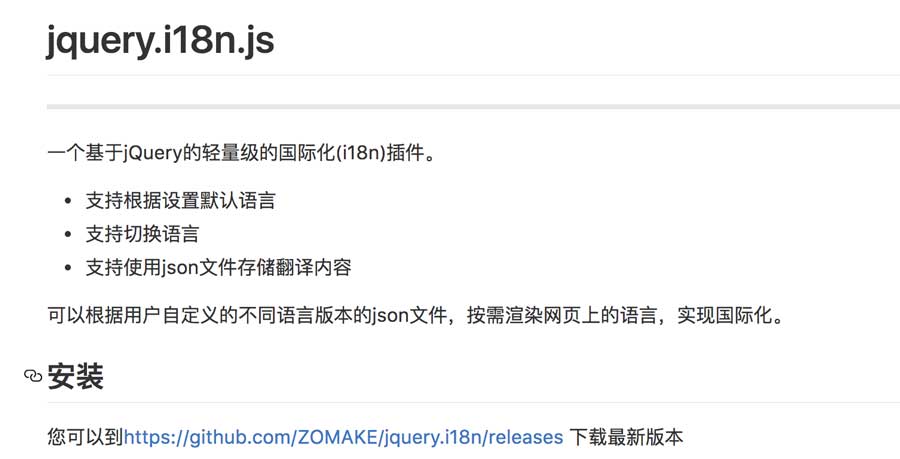 jquery.i18n.js
一个基于jQuery的轻量级的国际化(i18n)插件。
支持根据设置默认语言
支持切换语言
支持使用json文件存储翻译内容
可以根据用户自定义的不同语言版本的json文件，按需渲染网页上的语言，实现国际化。
安装
您可以到https://github.com/ZOMAKE/jquery.i18n/releases 下载最新版本